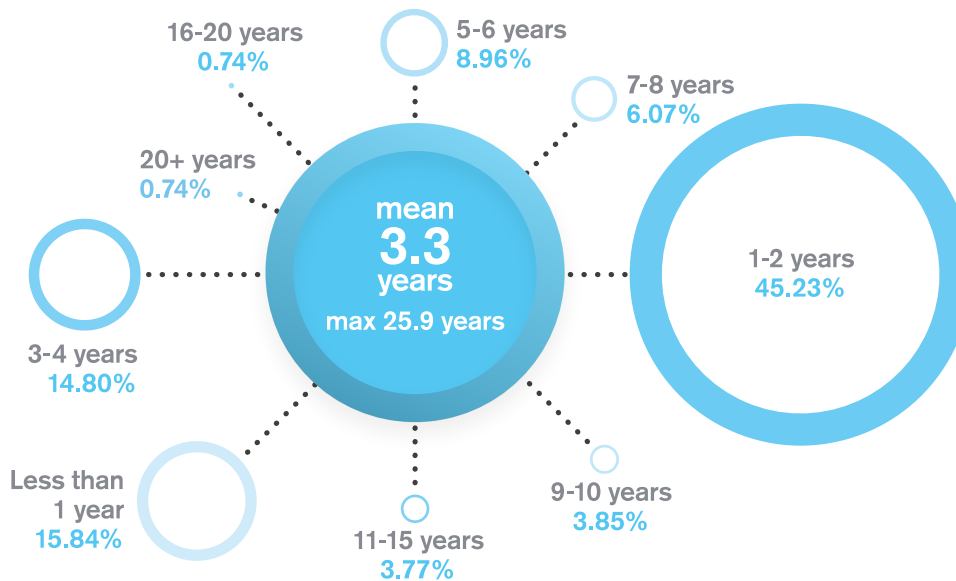 16-20 years
0.74%
5-6 years
8.96%
7-8 years
6.07%
20+ years
0.74%
mean
3.3
years
max 25.9 years
1-2 years
45.23%
3-4 years
14.80%
Less than
1 year
15.84%
11-15 years
3.77%
9-10 years
3.85%